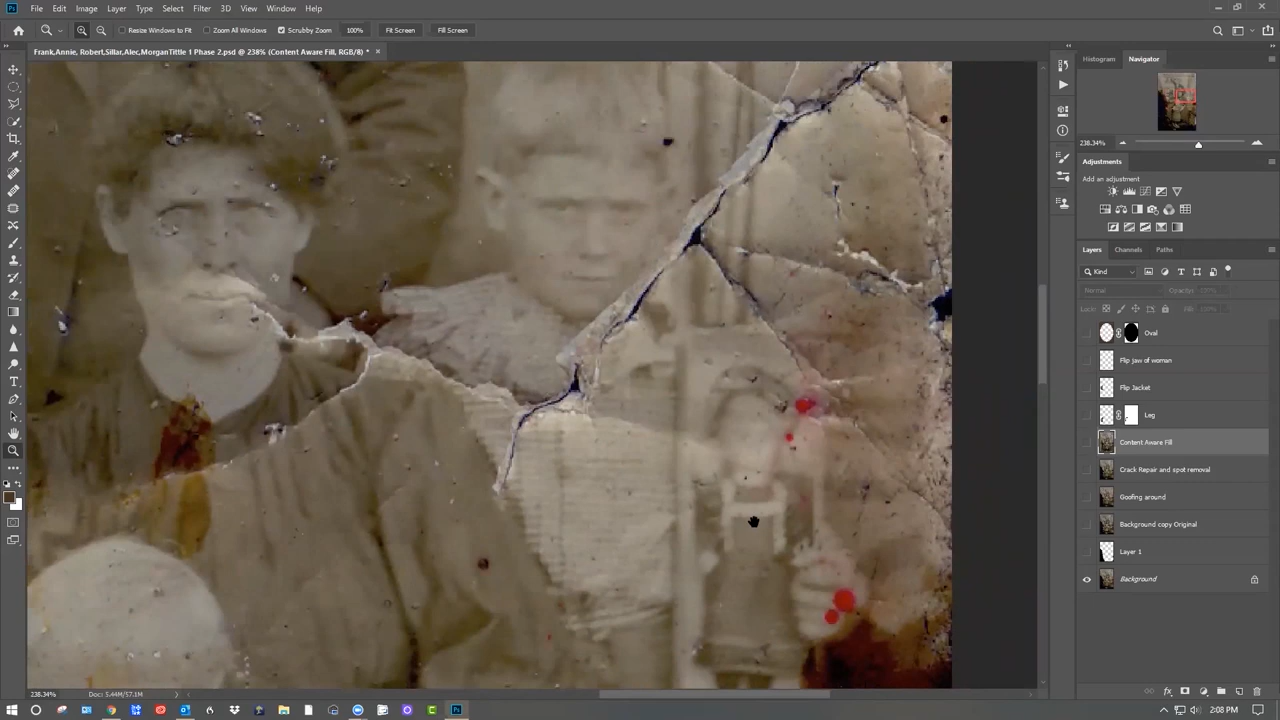 File Edit Image Layer Type Select Filter 3D View Window Help
Resize Windows to Fit Zoom All Windows Scrubby Zoom 100% Fit Screen Fill Screen
Frank,Annie, Robert,Sillar,Alec,MorganTittle 1 Phase 2.psd @ 238% (Content Aware Fill, RGB/8) *
Histogram Navigator
238.34%
Adjustments
Add an adjustment
Layers Channels Paths
Kind
Normal Opacity:
Lock: Fill:
Oval
Flip jaw of woman
Flip Jacket
Leg
Content Aware Fill
Crack Repair and spot removal
Goofing around
Background copy Original
Layer 1
Background
238.34% Doc: 5.44M/57.1M
2:08 PM